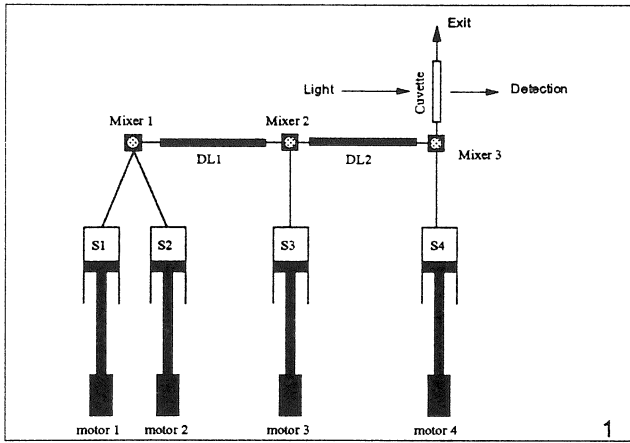 Exit
Light
Cuvette
Detection
Mixer 1
Mixer 2
Mixer 3
DL1
DL2
S1
S2
S3
S4
motor 1
motor 2
motor 3
motor 4
1